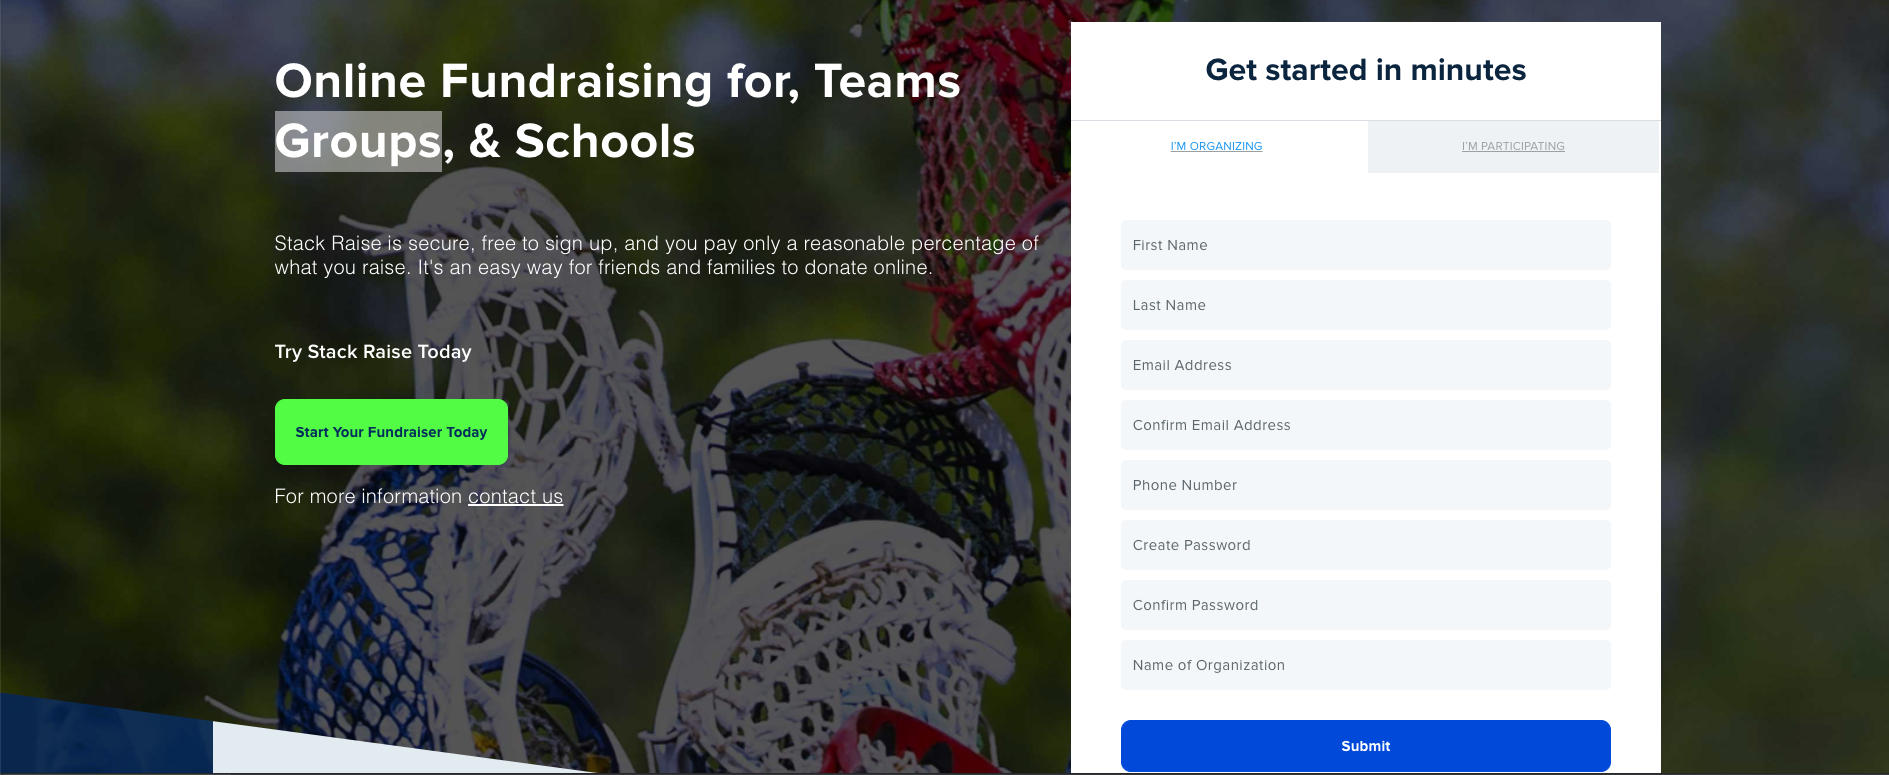 Online Fundraising for, Teams
Groups, & Schools
Stack Raise is secure, free to sign up, and you pay only a reasonable percentage of
what you raise. It's an easy way for friends and families to donate online.
Try Stack Raise Today
Start Your Fundraiser Today
For more information contact us
Get started in minutes
I'M ORGANIZING
I'M PARTICIPATING
First Name
Last Name
Email Address
Confirm Email Address
Phone Number
Create Password
Confirm Password
Name of Organization
Submit